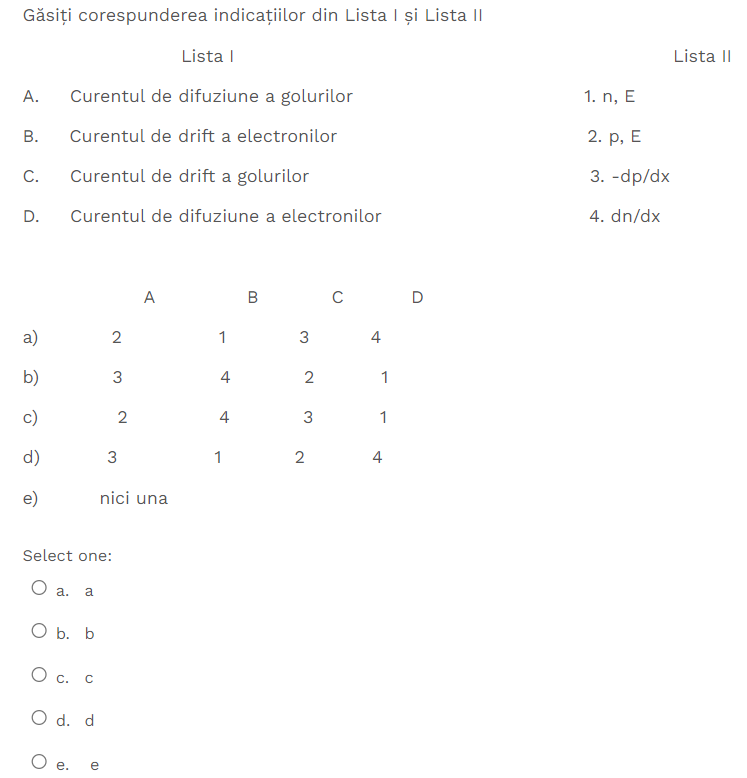 Găsiți corespunderea indicațiilor din Lista I și Lista II
Lista I Lista II
A. Curentul de difuziune a golurilor 1. n, E
B. Curentul de drift a electronilor 2. p, E
C. Curentul de drift a golurilor 3. -dp/dx
D. Curentul de difuziune a electronilor 4. dn/dx
A B C D
a) 2 1 3 4
b) 3 4 2 1
c) 2 4 3 1
d) 3 1 2 4
e) nici una
Select one:
a. a
b. b
c. c
d. d
e. e